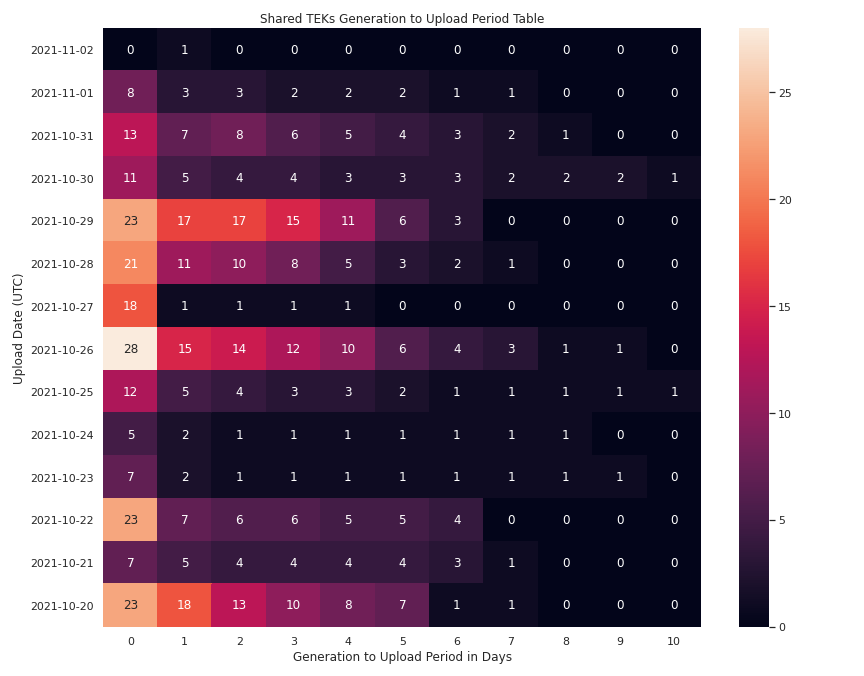 Shared TEKs Generation to Upload Period Table
Upload Date (UTC)
2021-11-02 0 1 0 0 0 0 0 0 0 0 0
2021-11-01 8 3 3 2 2 2 1 1 0 0 0
2021-10-31 13 7 8 6 5 4 3 2 1 0 0
2021-10-30 11 5 4 4 3 3 3 2 2 2 1
2021-10-29 23 17 17 15 11 6 3 0 0 0 0
2021-10-28 21 11 10 8 5 3 2 1 0 0 0
2021-10-27 18 1 1 1 1 0 0 0 0 0 0
2021-10-26 28 15 14 12 10 6 4 3 1 1 0
2021-10-25 12 5 4 3 3 2 1 1 1 1 1
2021-10-24 5 2 1 1 1 1 1 1 1 0 0
2021-10-23 7 2 1 1 1 1 1 1 1 1 0
2021-10-22 23 7 6 6 5 5 4 0 0 0 0
2021-10-21 7 5 4 4 4 4 3 1 0 0 0
2021-10-20 23 18 13 10 8 7 1 1 0 0 0
0 1 2 3 4 5 6 7 8 9 10
Generation to Upload Period in Days
25
20
15
10
5
0